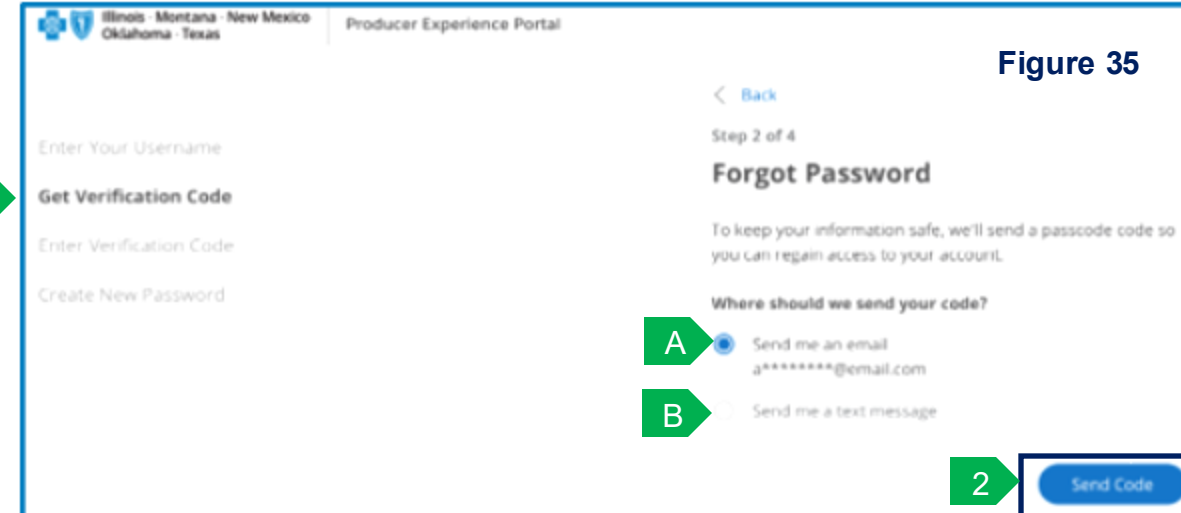 Illinois · Montana · New Mexico
Oklahoma · Texas
Producer Experience Portal
Figure 35
Back
Step 2 of 4
Forgot Password
Enter Your Username
Get Verification Code
Enter Verification Code
Create New Password
To keep your information safe, we'll send a passcode code so
you can regain access to your account.
Where should we send your code?
A
Send me an email
a********@email.com
B
Send me a text message
2
Send Code